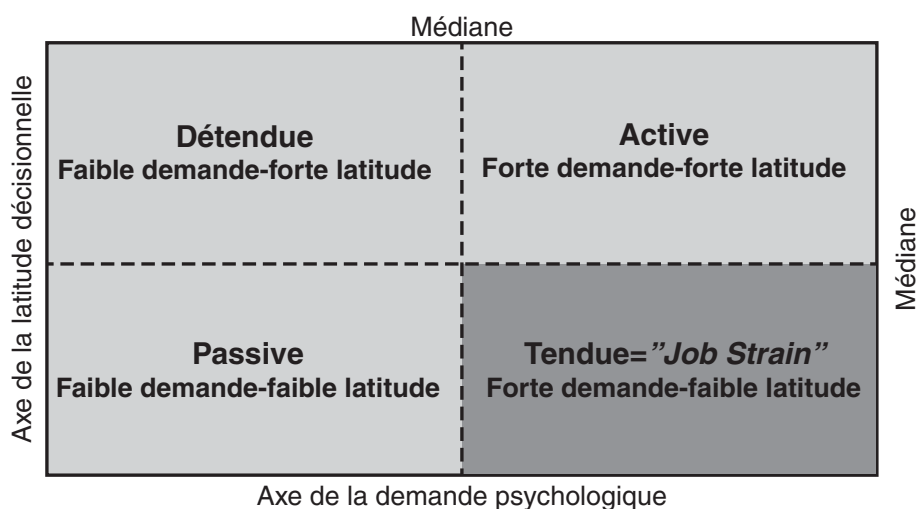 Médiane
Axe de la latitude décisionnelle
Détendue
Faible demande-forte latitude
Active
Forte demande-forte latitude
Médiane
Passive
Faible demande-faible latitude
Tendue=”Job Strain”
Forte demande-faible latitude
Axe de la demande psychologique